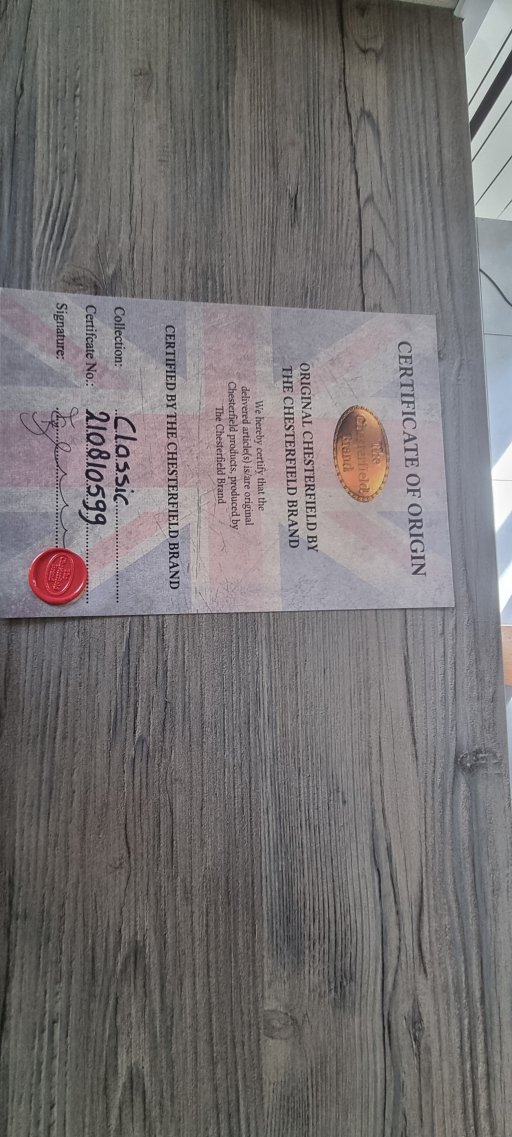 CERTIFICATE OF ORIGIN
The
Chesterfield
Brand
ORIGINAL CHESTERFIELD BY
THE CHESTERFIELD BRAND
We hereby certify that the
delivered article(s) is/are original
Chesterfield products, produced by
The Chesterfield Brand
CERTIFIED BY THE CHESTERFIELD BRAND
Collection: Classic
Certifcate No.: 210810599
Signature: